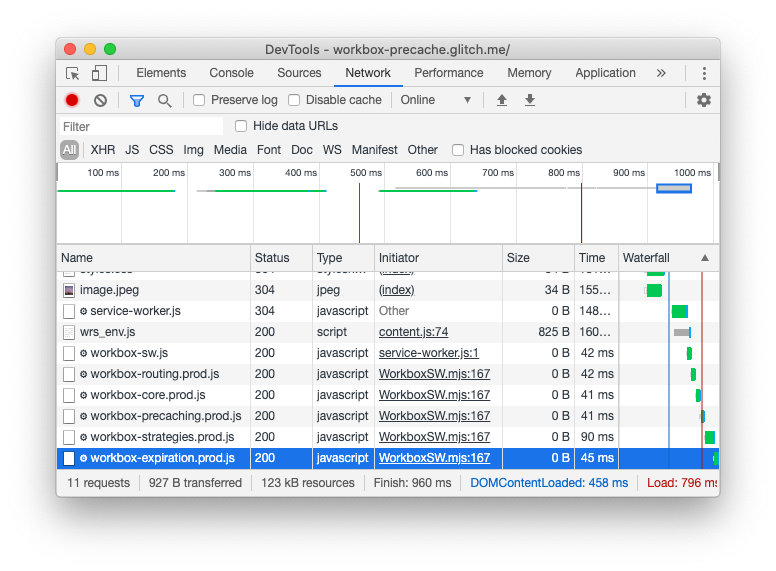 DevTools - workbox-precache.glitch.me/
Elements Console Sources Network Performance Memory Application »
Preserve log Disable cache Online ▼
Filter Hide data URLs
All XHR JS CSS Img Media Font Doc WS Manifest Other Has blocked cookies
100 ms 200 ms 300 ms 400 ms 500 ms 600 ms 700 ms 800 ms 900 ms 1000 ms
Name Status Type Initiator Size Time Waterfall ▲
image.jpeg 304 jpeg (index) 34 B 155…
service-worker.js 304 javascript Other 0 B 148…
wrs_env.js 200 script content.js:74 825 B 160…
workbox-sw.js 200 javascript service-worker.js:1 0 B 42 ms
workbox-routing.prod.js 200 javascript WorkboxSW.mjs:167 0 B 42 ms
workbox-core.prod.js 200 javascript WorkboxSW.mjs:167 0 B 41 ms
workbox-precaching.prod.js 200 javascript WorkboxSW.mjs:167 0 B 41 ms
workbox-strategies.prod.js 200 javascript WorkboxSW.mjs:167 0 B 90 ms
workbox-expiration.prod.js 200 javascript WorkboxSW.mjs:167 0 B 45 ms
11 requests 927 B transferred 123 kB resources Finish: 960 ms DOMContentLoaded: 458 ms Load: 796 ms